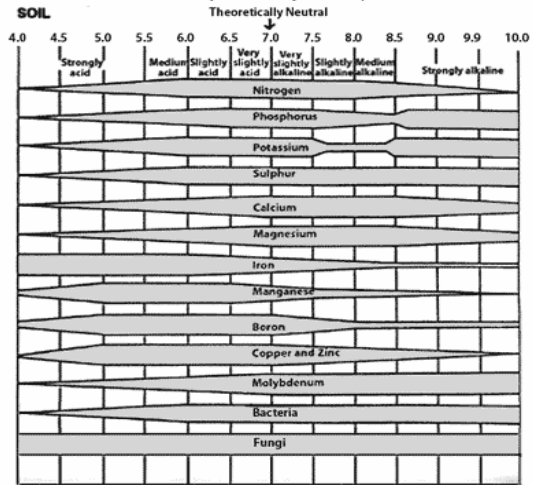 SOIL
Theoretically Neutral
4.0 4.5 5.0 5.5 6.0 6.5 7.0 7.5 8.0 8.5 9.0 9.5 10.0
Strongly acid
Medium acid
Slightly acid
Very slightly acid
Very slightly alkaline
Slightly alkaline
Medium alkaline
Strongly alkaline
Nitrogen
Phosphorus
Potassium
Sulphur
Calcium
Magnesium
Iron
Manganese
Boron
Copper and Zinc
Molybdenum
Bacteria
Fungi